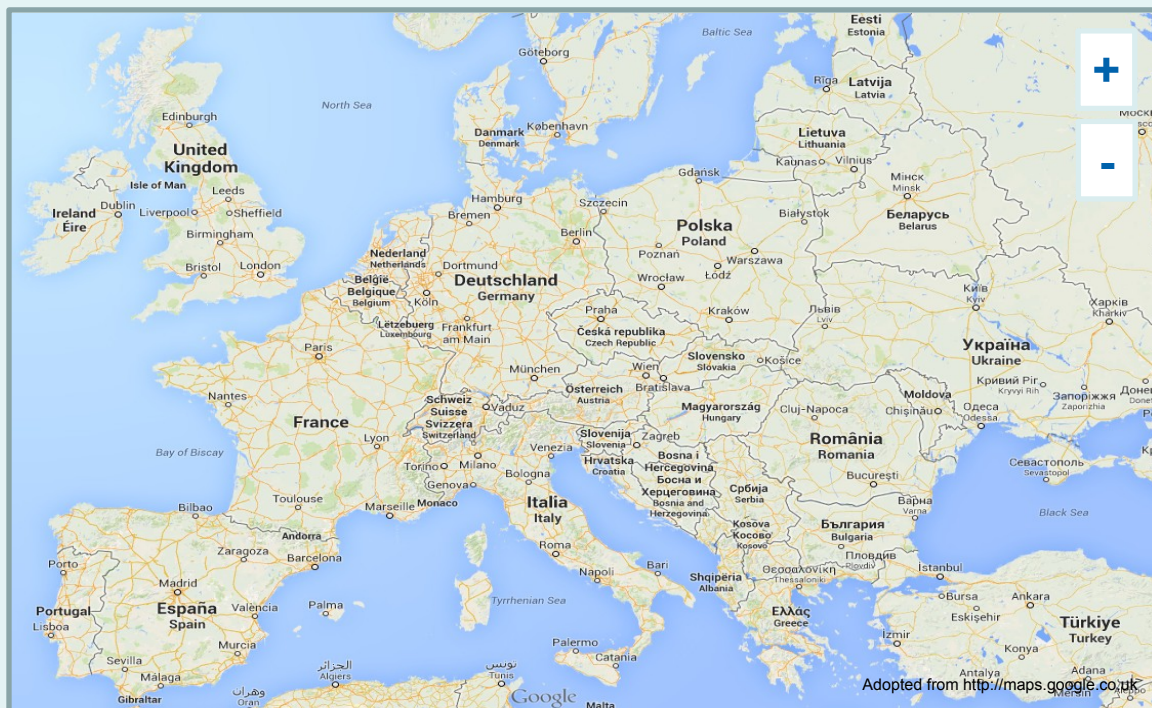 Eesti
Estonia
Baltic Sea
Göteborg
+
Rīga
Latvija
Latvia
North Sea
Edinburgh
Danmark
Denmark
København
Lietuva
Lithuania
United
Kingdom
Kaunas
Vilnius
-
Isle of Man
Gdańsk
Мінск
Minsk
Leeds
Hamburg
Szczecin
Dublin
Liverpool
Sheffield
Bremen
Białystok
Беларусь
Belarus
Ireland
Éire
Birmingham
Berlin
Polska
Poland
Nederland
Netherlands
Poznań
Warszawa
Bristol
London
Dortmund
Łódź
België
Belgique
Belgium
Deutschland
Germany
Wrocław
Київ
Kyiv
Köln
Praha
Kraków
Львів
Lviv
Харків
Kharkiv
Lëtzebuerg
Luxembourg
Frankfurt
am Main
Česká republika
Czech Republic
Paris
Slovensko
Slovakia
Košice
Україна
Ukraine
München
Wien
Bratislava
Кривий Ріг
Kryvyi Rih
Österreich
Austria
Nantes
Schweiz
Suisse
Svizzera
Switzerland
Vaduz
Magyarország
Hungary
Cluj-Napoca
Moldova
Chișinău
Одеса
Odessa
Запоріжжя
Zaporizhia
France
Lyon
Slovenija
Slovenia
Zagreb
România
Romania
Bay of Biscay
Torino
Milano
Venezia
Hrvatska
Croatia
Bosna i
Hercegovina
Босна и
Херцеговина
Bosnia and
Herzegovina
Севастополь
Sevastopol
Genova
Bologna
Србија
Serbia
București
Toulouse
Marseille
Monaco
Italia
Italy
Варна
Varna
Black Sea
Bilbao
Andorra
Kosova
Косово
Kosovo
България
Bulgaria
Zaragoza
Barcelona
Roma
Пловдив
Plovdiv
Porto
Bari
Θεσσαλονίκη
Thessaloniki
İstanbul
Madrid
Napoli
Shqipëria
Albania
Bursa
Ankara
Portugal
España
Spain
València
Palma
Tyrrhenian Sea
Ελλάς
Greece
Eskişehir
Türkiye
Turkey
Lisboa
İzmir
Murcia
Palermo
Konya
Sevilla
الجزائر
Algiers
تونس
Tunis
Catania
Antalya
Adana
Málaga
Gibraltar
وهران
Oran
Google
Malta
Mersin
Adopted from http://maps.google.co.uk